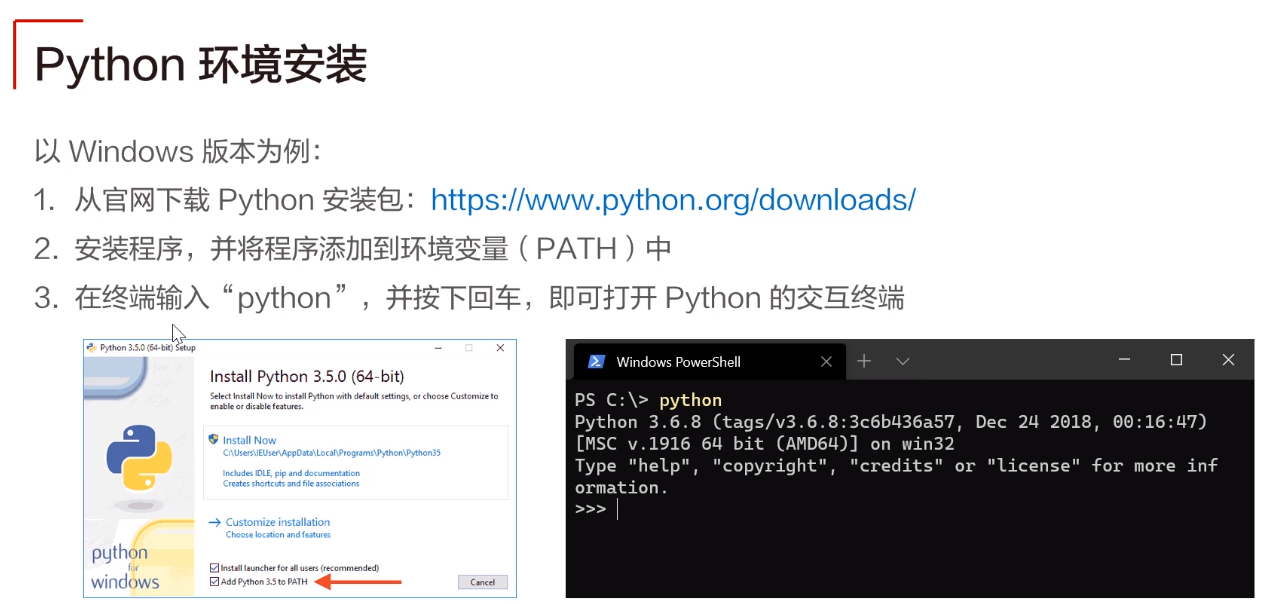 Python 环境安装
以 Windows 版本为例：
1. 从官网下载 Python 安装包：https://www.python.org/downloads/
2. 安装程序，并将程序添加到环境变量（PATH）中
3. 在终端输入“python”，并按下回车，即可打开 Python 的交互终端
Python 3.5.0 (64-bit) Setup
Install Python 3.5.0 (64-bit)
Select Install Now to install Python with default settings, or choose Customize to
enable or disable features.
Install Now
C:\Users\IEUser\AppData\Local\Programs\Python\Python35
Includes IDLE, pip and documentation
Creates shortcuts and file associations
Customize installation
Choose location and features
Install launcher for all users (recommended)
Add Python 3.5 to PATH
Cancel
python
for
windows
Windows PowerShell
PS C:\> python
Python 3.6.8 (tags/v3.6.8:3c6b436a57, Dec 24 2018, 00:16:47)
[MSC v.1916 64 bit (AMD64)] on win32
Type "help", "copyright", "credits" or "license" for more inf
ormation.
>>>